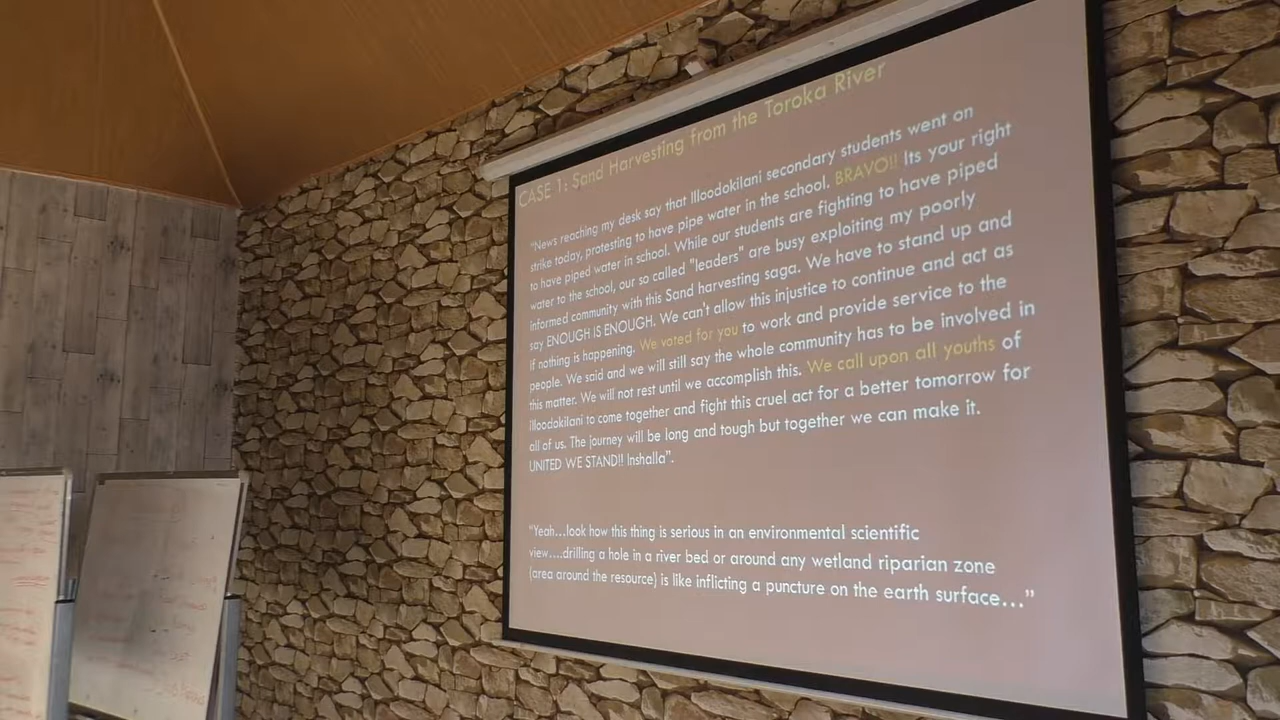 CASE 1: Sand Harvesting from the Toroka River
"News reaching my desk say that Illoodokilani secondary students went on
strike today, protesting to have pipe water in the school. BRAVO!! Its your right
to have piped water in school. While our students are fighting to have piped
water to the school, our so called "leaders" are busy exploiting my poorly
informed community with this Sand harvesting saga. We have to stand up and
say ENOUGH IS ENOUGH. We can't allow this injustice to continue and act as
if nothing is happening. We voted for you to work and provide service to the
people. We said and we will still say the whole community has to be involved in
this matter. We will not rest until we accomplish this. We call upon all youths of
illoodokilani to come together and fight this cruel act for a better tomorrow for
all of us. The journey will be long and tough but together we can make it.
UNITED WE STAND!! Inshalla".
"Yeah...look how this thing is serious in an environmental scientific
view....drilling a hole in a river bed or around any wetland riparian zone
(area around the resource) is like inflicting a puncture on the earth surface..."